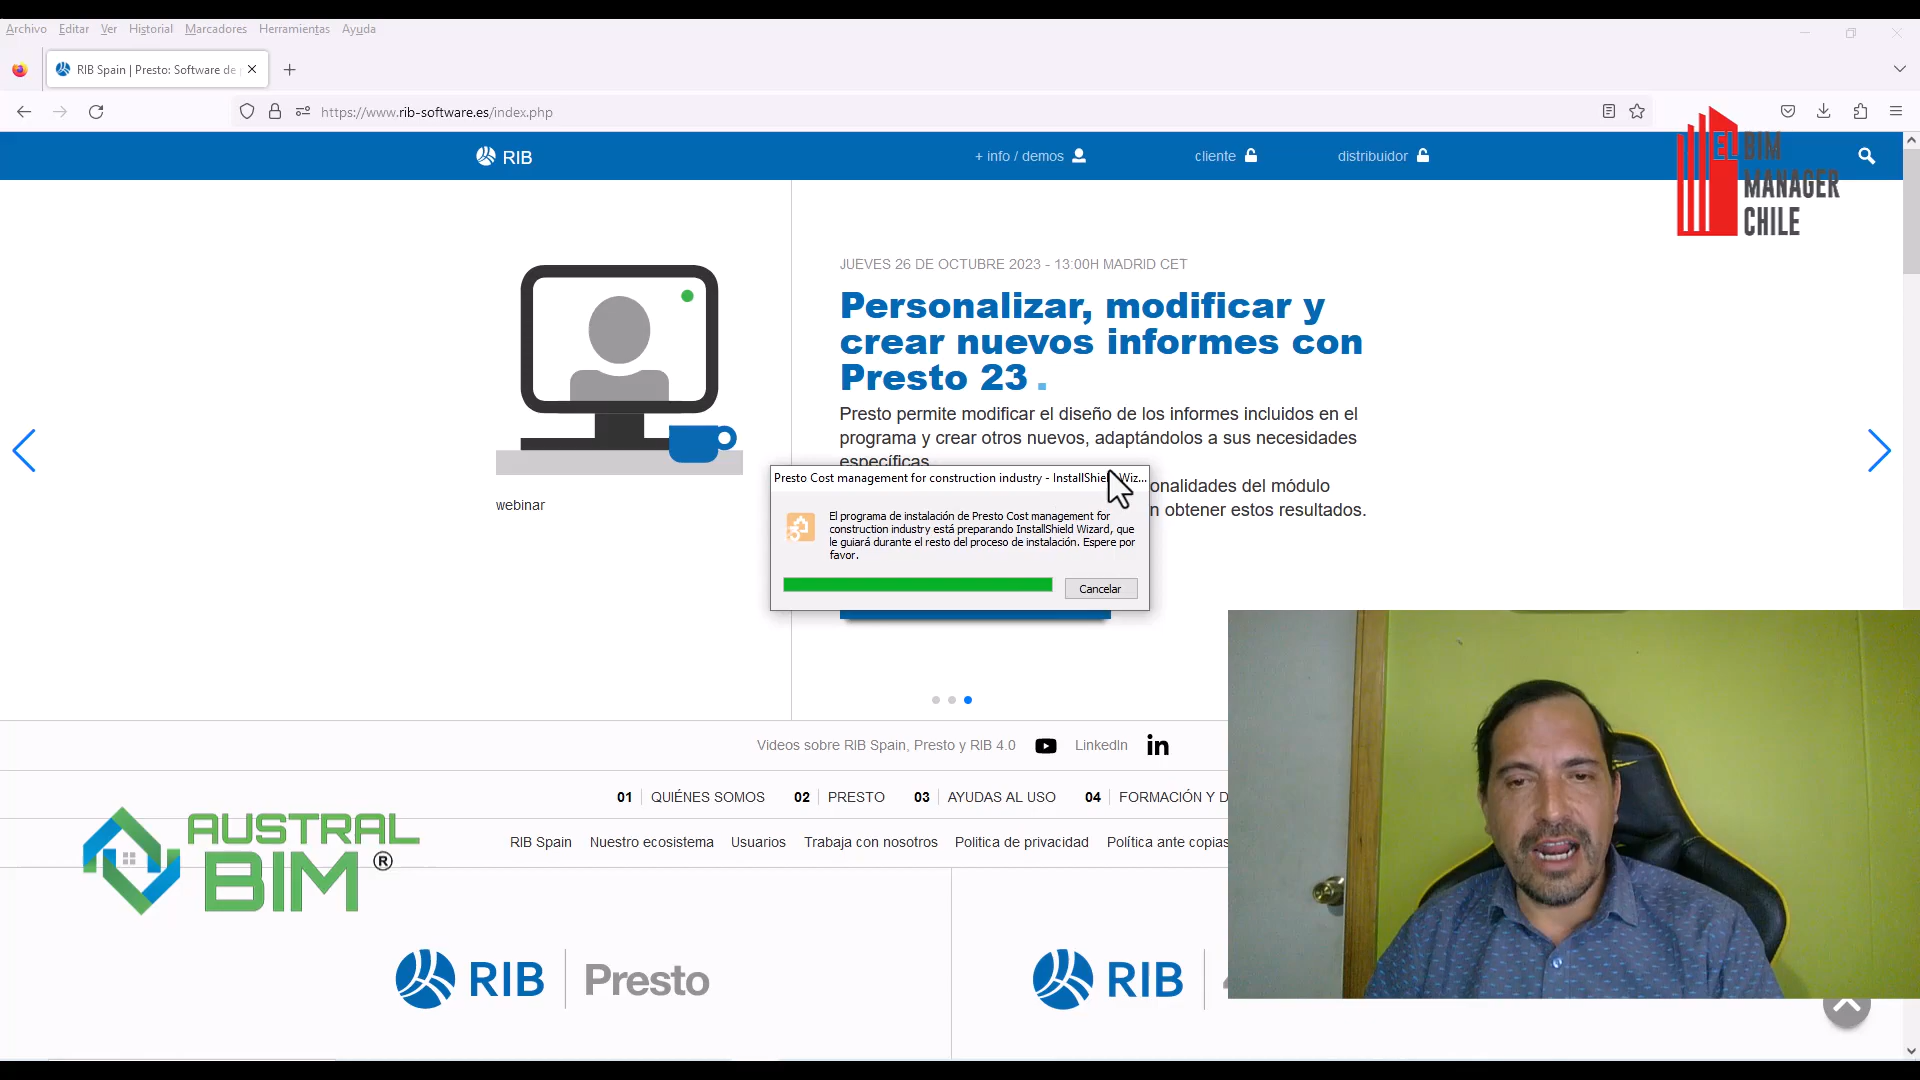 Archivo Editar Ver Historial Marcadores Herramientas Ayuda
RIB Spain | Presto: Software de
https://www.rib-software.es/index.php
RIB
+ info / demos
cliente
distribuidor
EL BIM
MANAGER
CHILE
JUEVES 26 DE OCTUBRE 2023 - 13:00H MADRID CET
Personalizar, modificar y
crear nuevos informes con
Presto 23 .
Presto permite modificar el diseño de los informes incluidos en el
programa y crear otros nuevos, adaptándolos a sus necesidades
específicas.
onalidades del módulo
n obtener estos resultados.
webinar
Presto Cost management for construction industry - InstallShield Wiz...
El programa de instalación de Presto Cost management for
construction industry está preparando InstallShield Wizard, que
le guiará durante el resto del proceso de instalación. Espere por
favor.
Cancelar
Videos sobre RIB Spain, Presto y RIB 4.0
LinkedIn
in
01 QUIÉNES SOMOS 02 PRESTO 03 AYUDAS AL USO 04 FORMACIÓN Y D
RIB Spain Nuestro ecosistema Usuarios Trabaja con nosotros Politica de privacidad Política ante copias
AUSTRAL
BIM ®
RIB Presto
RIB